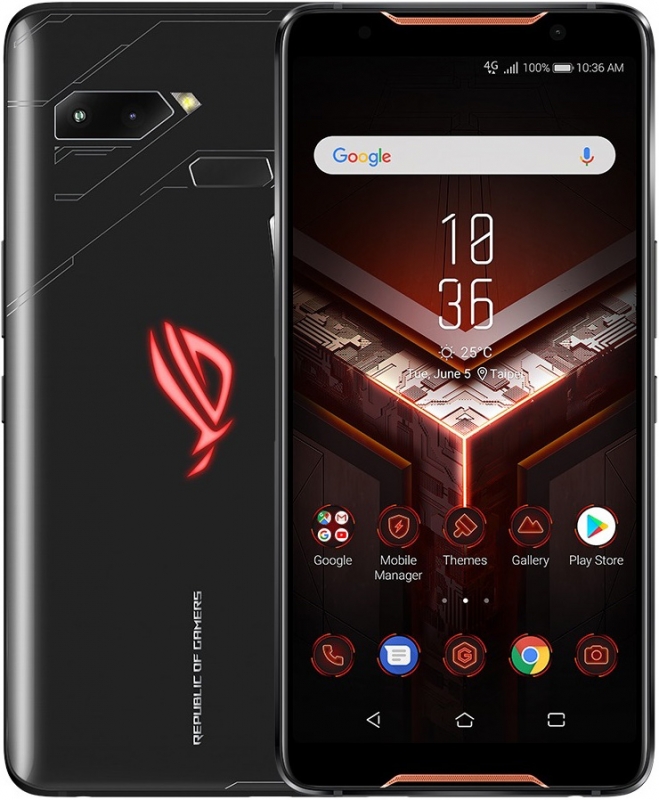 4G 100% 10:36 AM
Google
10
36
25°C
Tue, June 5 Taipei
Google
Mobile
Manager
Themes
Gallery
Play Store
REPUBLIC OF GAMERS